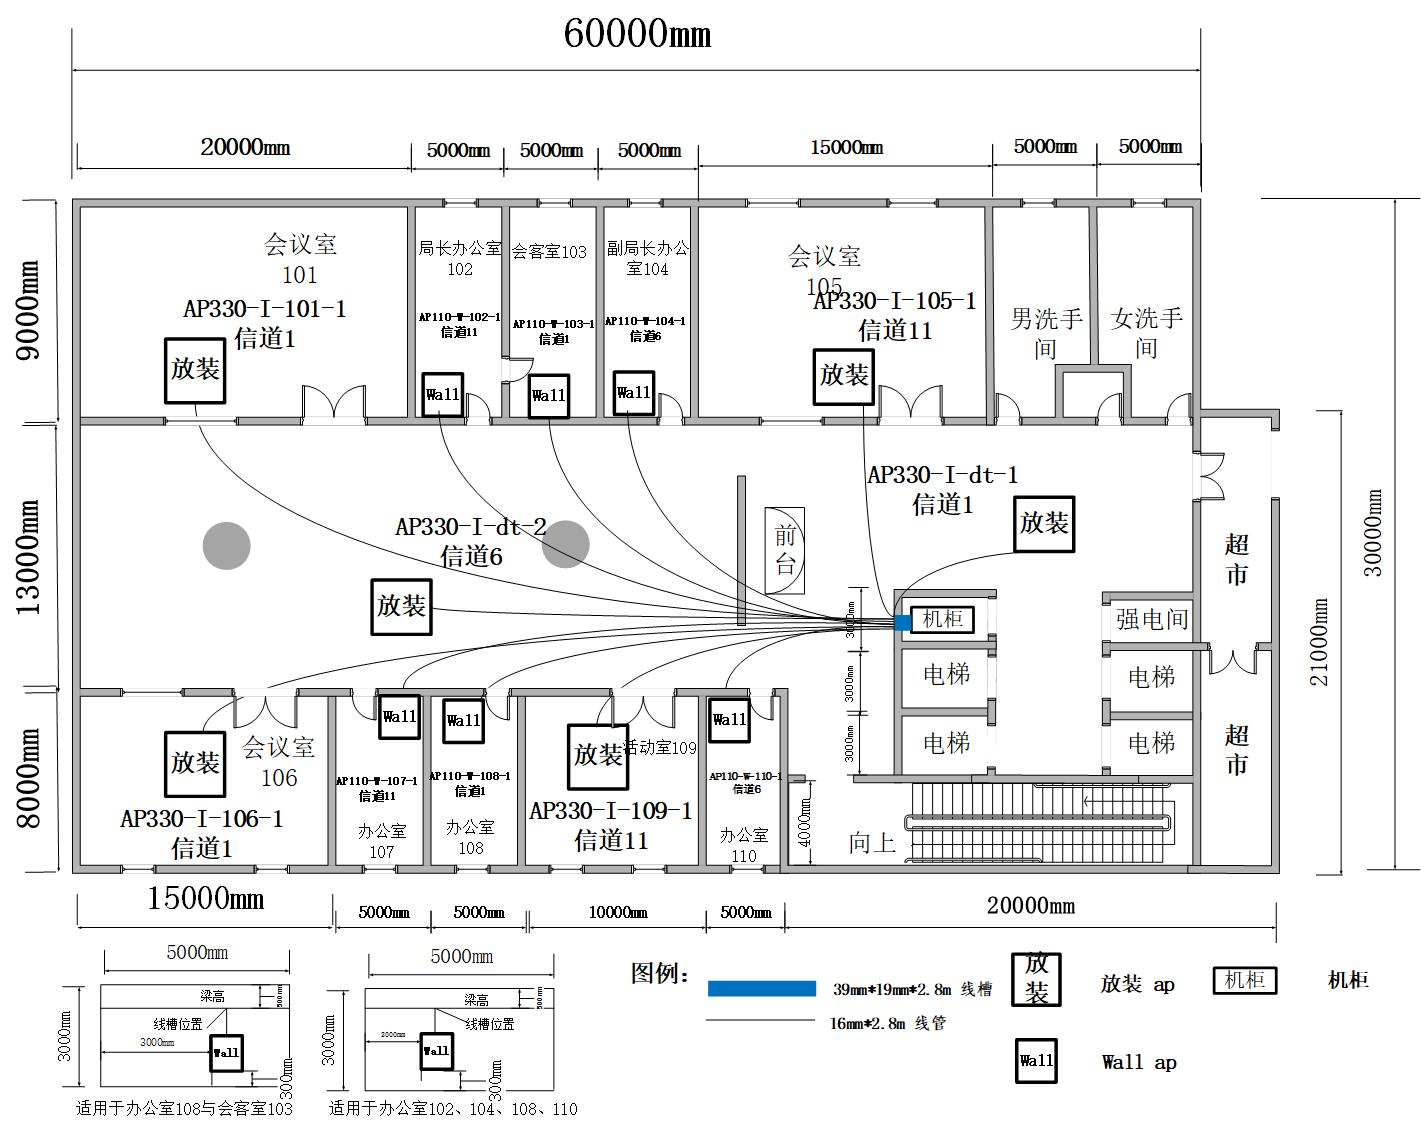 60000mm
20000mm
5000mm
5000mm
5000mm
15000mm
5000mm
5000mm
9000mm
13000mm
8000mm
会议室
101
AP330-I-101-1
信道1
放装
局长办公室
102
AP110-W-102-1
信道11
Wall
会客室103
AP110-W-103-1
信道1
Wall
副局长办公
室104
AP110-W-104-1
信道6
Wall
会议室
105
AP330-I-105-1
信道11
放装
男洗手
间
女洗手
间
AP330-I-dt-2
信道6
放装
前
台
AP330-I-dt-1
信道1
放装
超
市
30000mm
21000mm
3000mm
机柜
强电间
3000mm
电梯
电梯
3000mm
电梯
电梯
超
市
放装
会议室
106
AP330-I-106-1
信道1
Wall
AP110-W-107-1
信道11
办公室
107
Wall
AP110-W-108-1
信道1
办公室
108
放装
活动室109
AP330-I-109-1
信道11
Wall
AP110-W-110-1
信道6
办公室
110
4000mm
向上
15000mm
5000mm
5000mm
10000mm
5000mm
20000mm
5000mm
3000mm
梁高
500mm
线槽位置
3000mm
Wall
300mm
适用于办公室108与会客室103
5000mm
3000mm
梁高
500mm
线槽位置
2000mm
Wall
300mm
适用于办公室102、104、108、110
图例：
39mm*19mm*2.8m 线槽
16mm*2.8m 线管
放
装
放装 ap
机柜
机柜
Wall
Wall ap